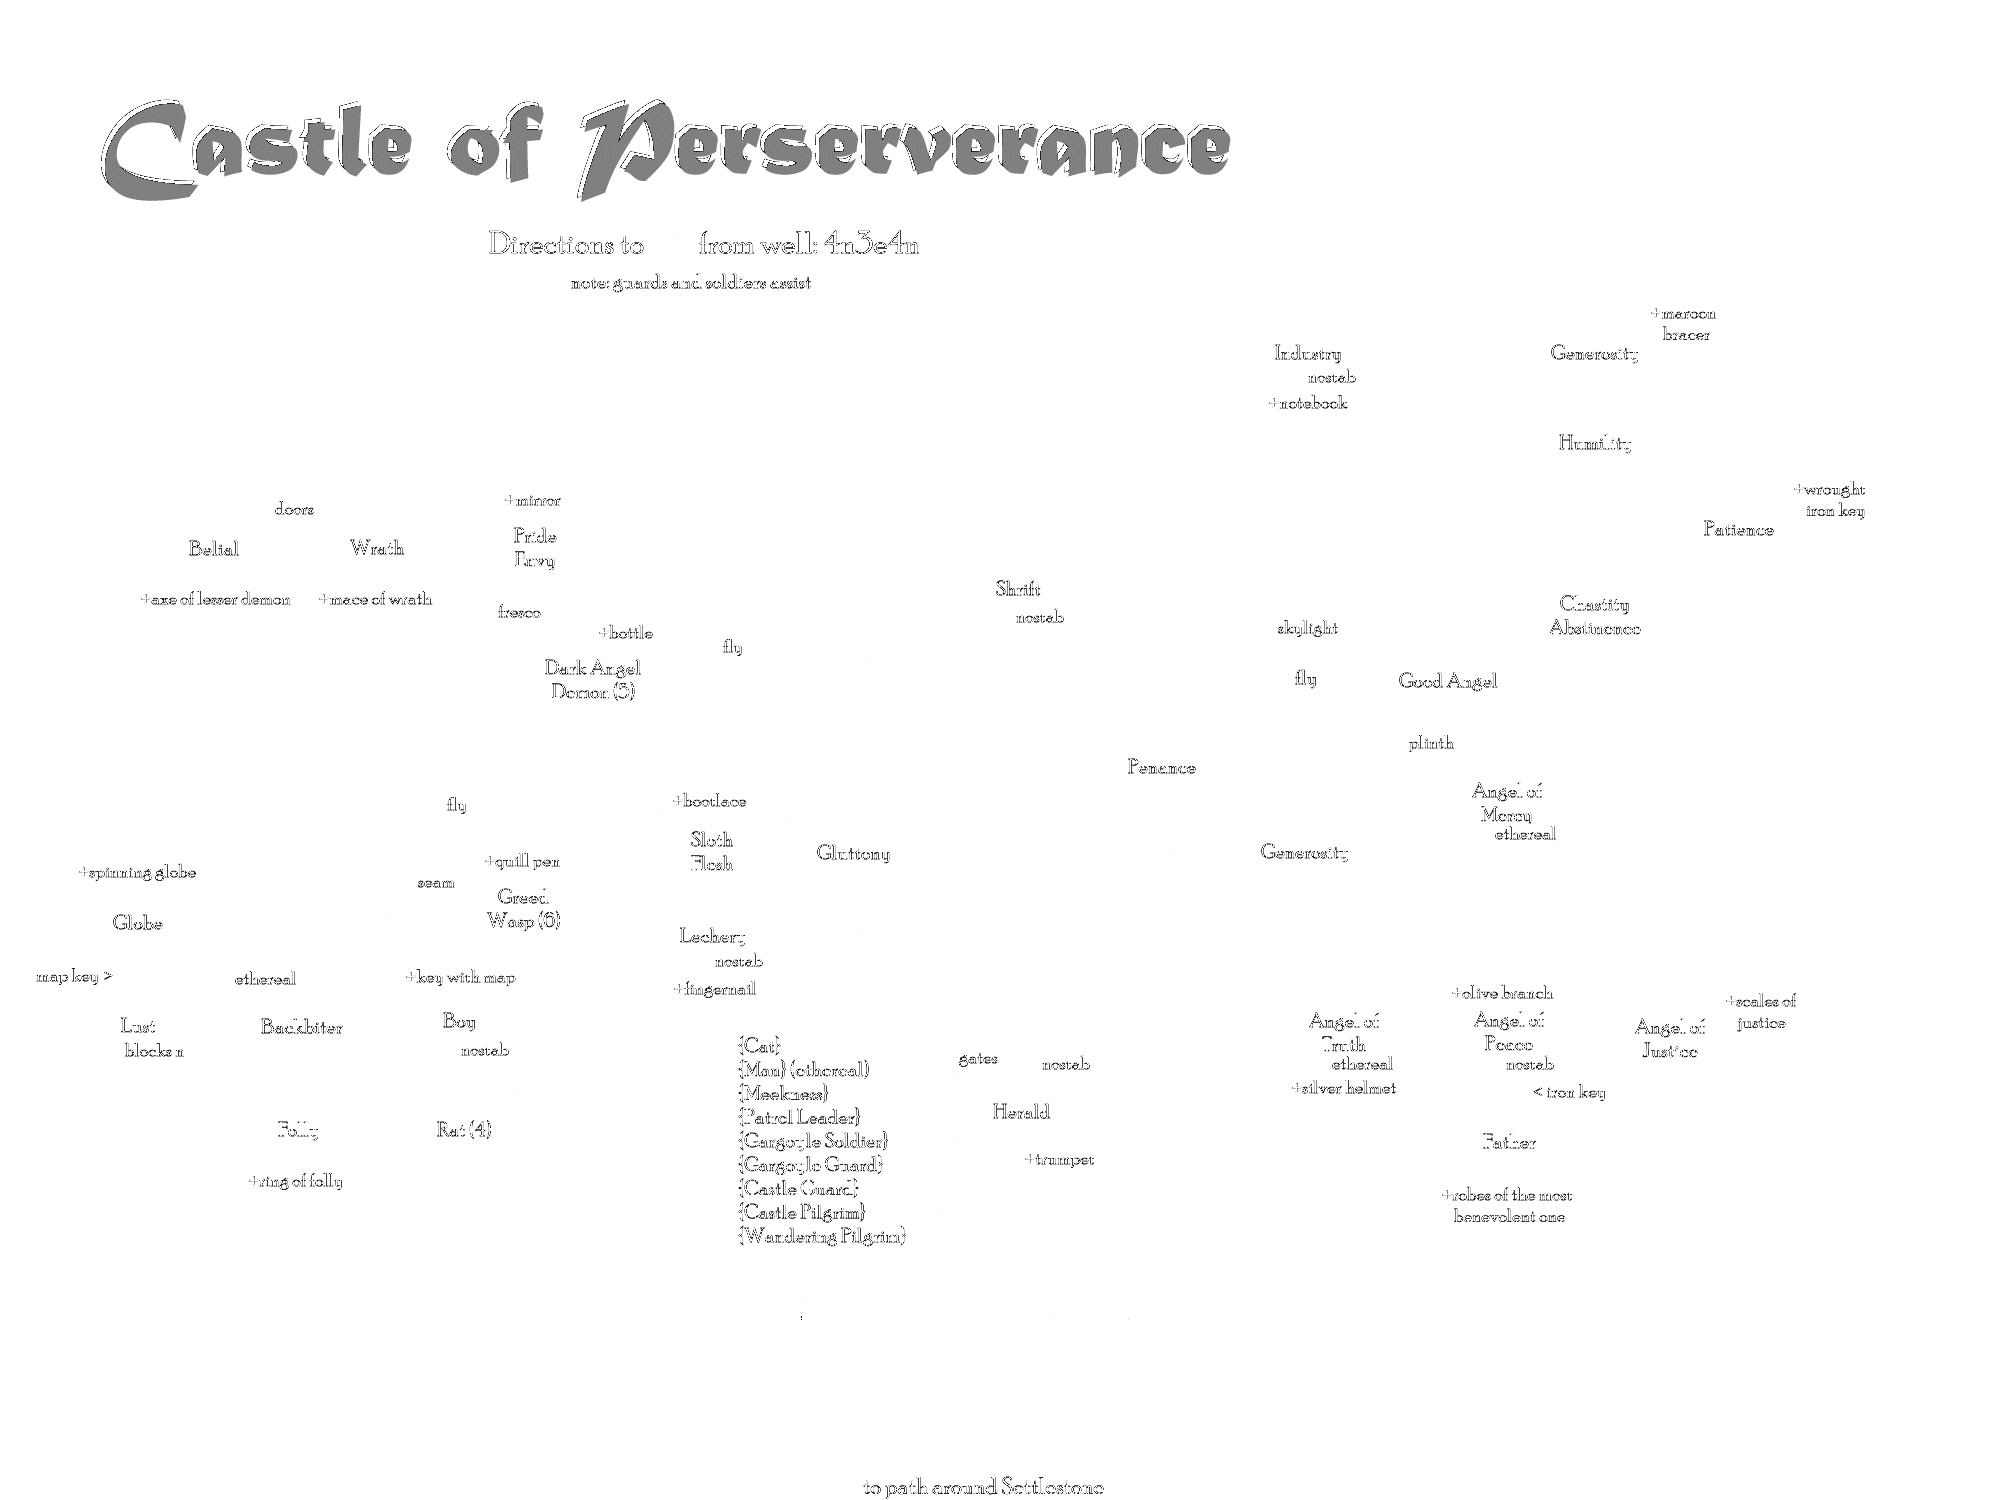 Castle of Perserverance
Directions to from well: 4n3e4n
note: guards and soldiers assist
+maroon
bracer
Industry
Generosity
nostab
+notebook
Humility
+wrought
iron key
Patience
doors
+mirror
Belial
Wrath
Pride
Envy
+axe of lesser demon
+mace of wrath
fresco
+bottle
fly
Dark Angel
Demon (5)
Shrift
nostab
Chastity
Abstinence
skylight
fly
Good Angel
plinth
Penance
Angel of
Mercy
ethereal
Generosity
fly
+bootlace
Sloth
Flesh
Gluttony
+spinning globe
+quill pen
seam
Greed
Wasp (6)
Globe
Lechery
nostab
+fingernail
map key >
ethereal
+key with map
Lust
blocks n
Backbiter
Boy
nostab
Folly
Rat (4)
+ring of folly
{Cat}
{Man} (ethereal)
{Meekness}
{Patrol Leader}
{Gargoyle Soldier}
{Gargoyle Guard}
{Castle Guard}
{Castle Pilgrim}
{Wandering Pilgrim}
gates
nostab
Herald
+trumpet
+olive branch
+scales of
justice
Angel of
Truth
ethereal
+silver helmet
Angel of
Peace
nostab
< iron key
Angel of
Justice
Father
+robes of the most
benevolent one
to path around Settlestone